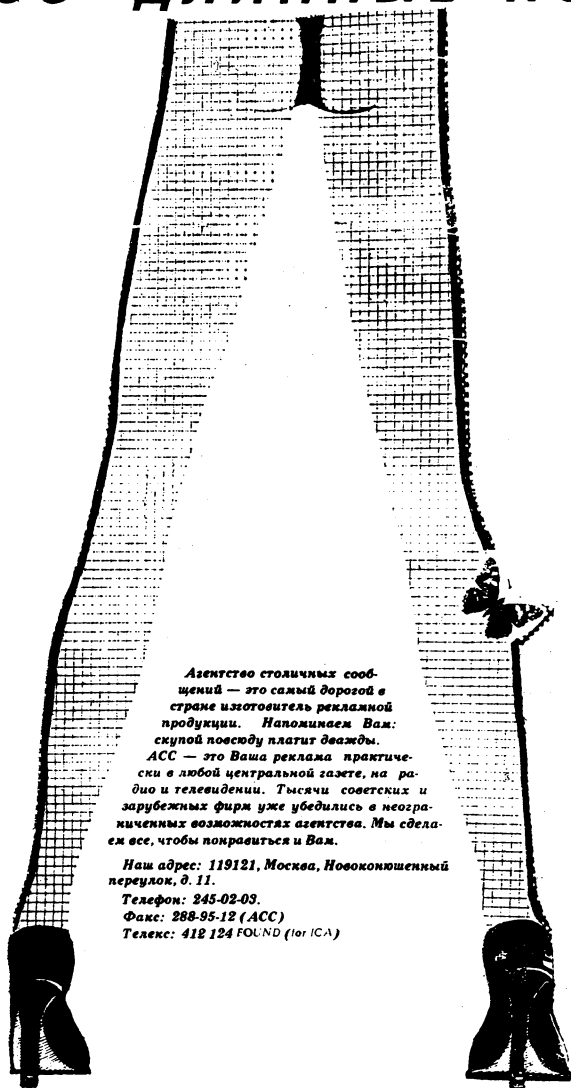 ДЛИННЫЕ
Агентство столичных сооб-
щений — это самый дорогой в
стране изготовитель рекламной
продукции. Напоминаем Вам:
скупой повсюду платит дважды.
АСС — это Ваша реклама практиче-
ски в любой центральной газете, на ра-
дио и телевидении. Тысячи советских и
зарубежных фирм уже убедились в неогра-
ниченных возможностях агентства. Мы сдела-
ем все, чтобы понравиться и Вам.
Наш адрес: 119121, Москва, Новоконюшенный
переулок, д. 11.
Телефон: 245-02-03.
Факс: 288-95-12 (АСС)
Телекс: 412 124 FOUND (for ICA)